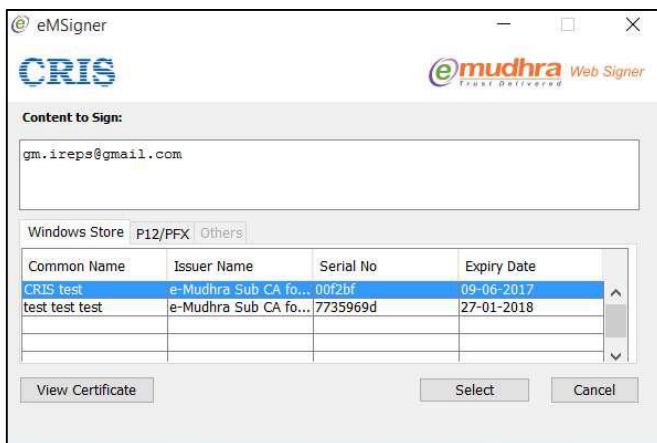 eMSigner
CRIS
emudhra Web Signer
Trust Delivered
Content to Sign:
gm.ireps@gmail.com
Windows Store P12/PFX Others
Common Name Issuer Name Serial No Expiry Date
CRIS test e-Mudhra Sub CA fo... 00f2bf 09-06-2017
test test test e-Mudhra Sub CA fo... 7735969d 27-01-2018
View Certificate Select Cancel